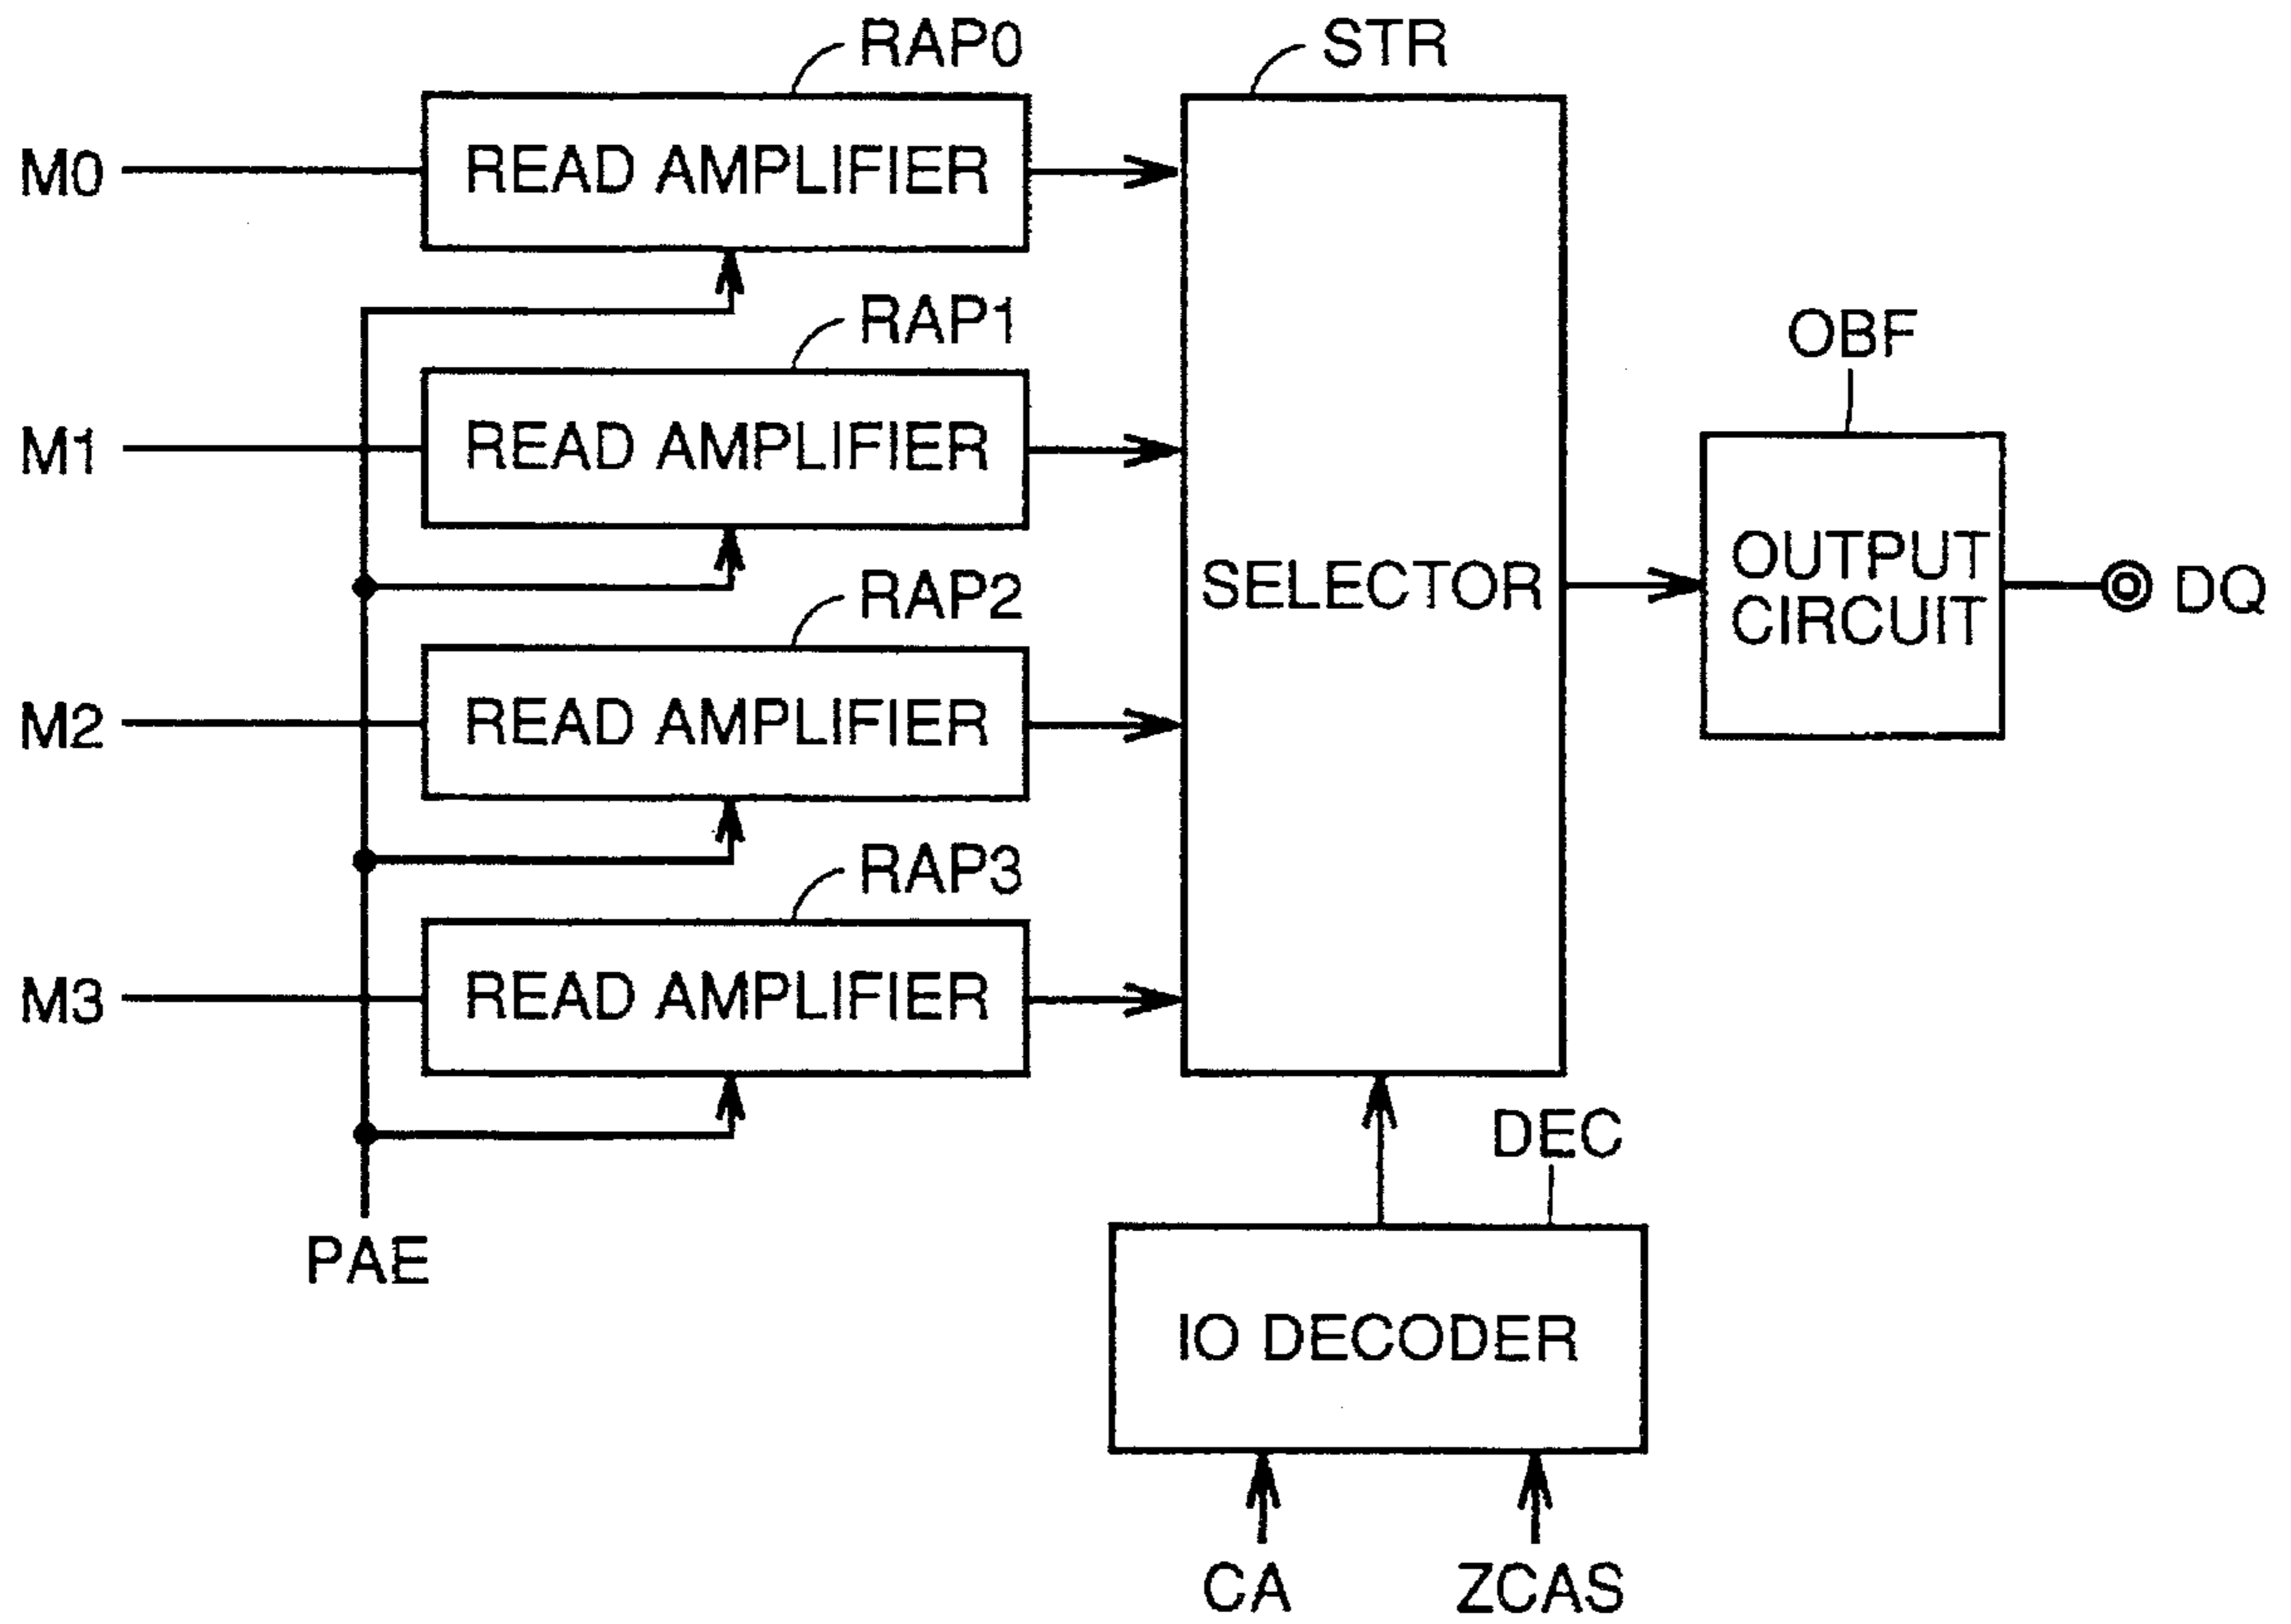 RAP0
STR
M0
READ AMPLIFIER
RAP1
OBF
M1
READ AMPLIFIER
OUTPUT
CIRCUIT
SELECTOR
DQ
RAP2
M2
READ AMPLIFIER
RAP3
M3
READ AMPLIFIER
DEC
PAE
IO DECODER
CA
ZCAS